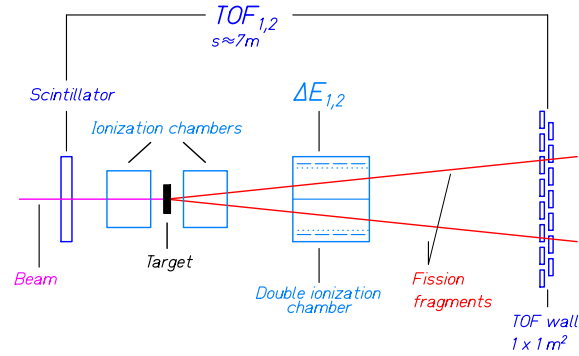 TOF1,2
s≈7m
Scintillator
Ionization chambers
ΔE1,2
Beam
Target
Double ionization
chamber
Fission
fragments
TOF wall
1 x 1 m²